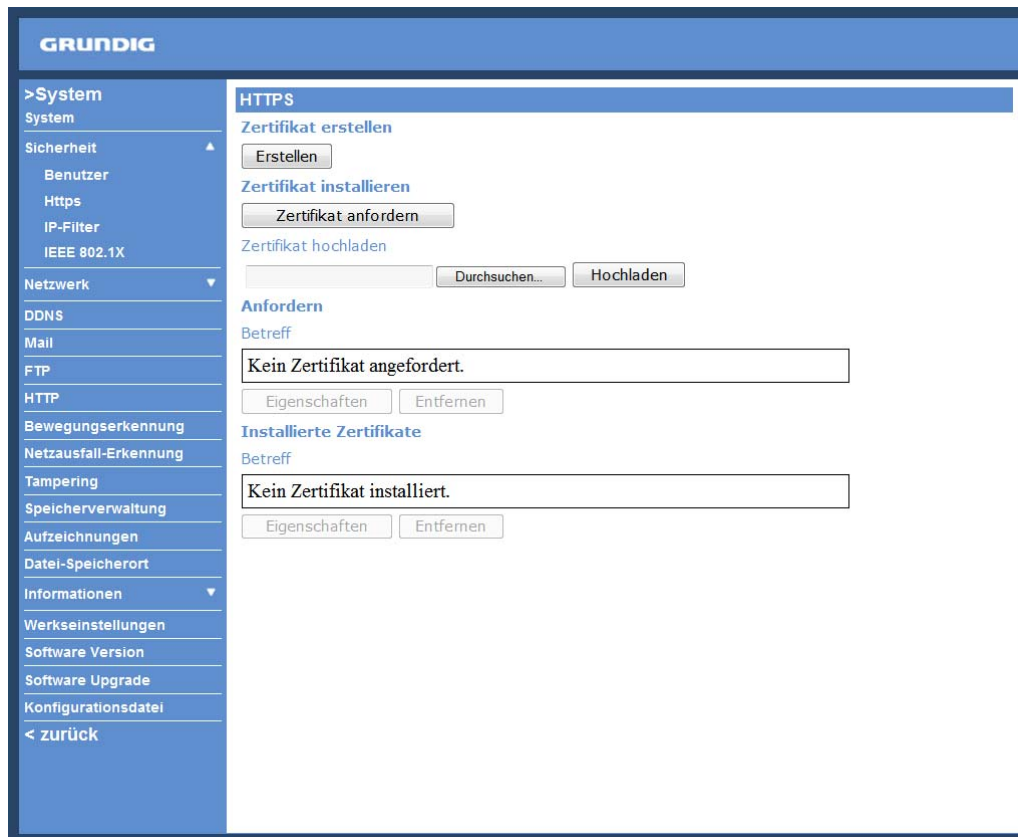 GRUNDIG
>System
System
Sicherheit
Benutzer
Https
IP-Filter
IEEE 802.1X
Netzwerk
DDNS
Mail
FTP
HTTP
Bewegungserkennung
Netzausfall-Erkennung
Tampering
Speicherverwaltung
Aufzeichnungen
Datei-Speicherort
Informationen
Werkseinstellungen
Software Version
Software Upgrade
Konfigurationsdatei
< zurück
HTTPS
Zertifikat erstellen
Erstellen
Zertifikat installieren
Zertifikat anfordern
Zertifikat hochladen
Durchsuchen... Hochladen
Anfordern
Betreff
Kein Zertifikat angefordert.
Eigenschaften Entfernen
Installierte Zertifikate
Betreff
Kein Zertifikat installiert.
Eigenschaften Entfernen